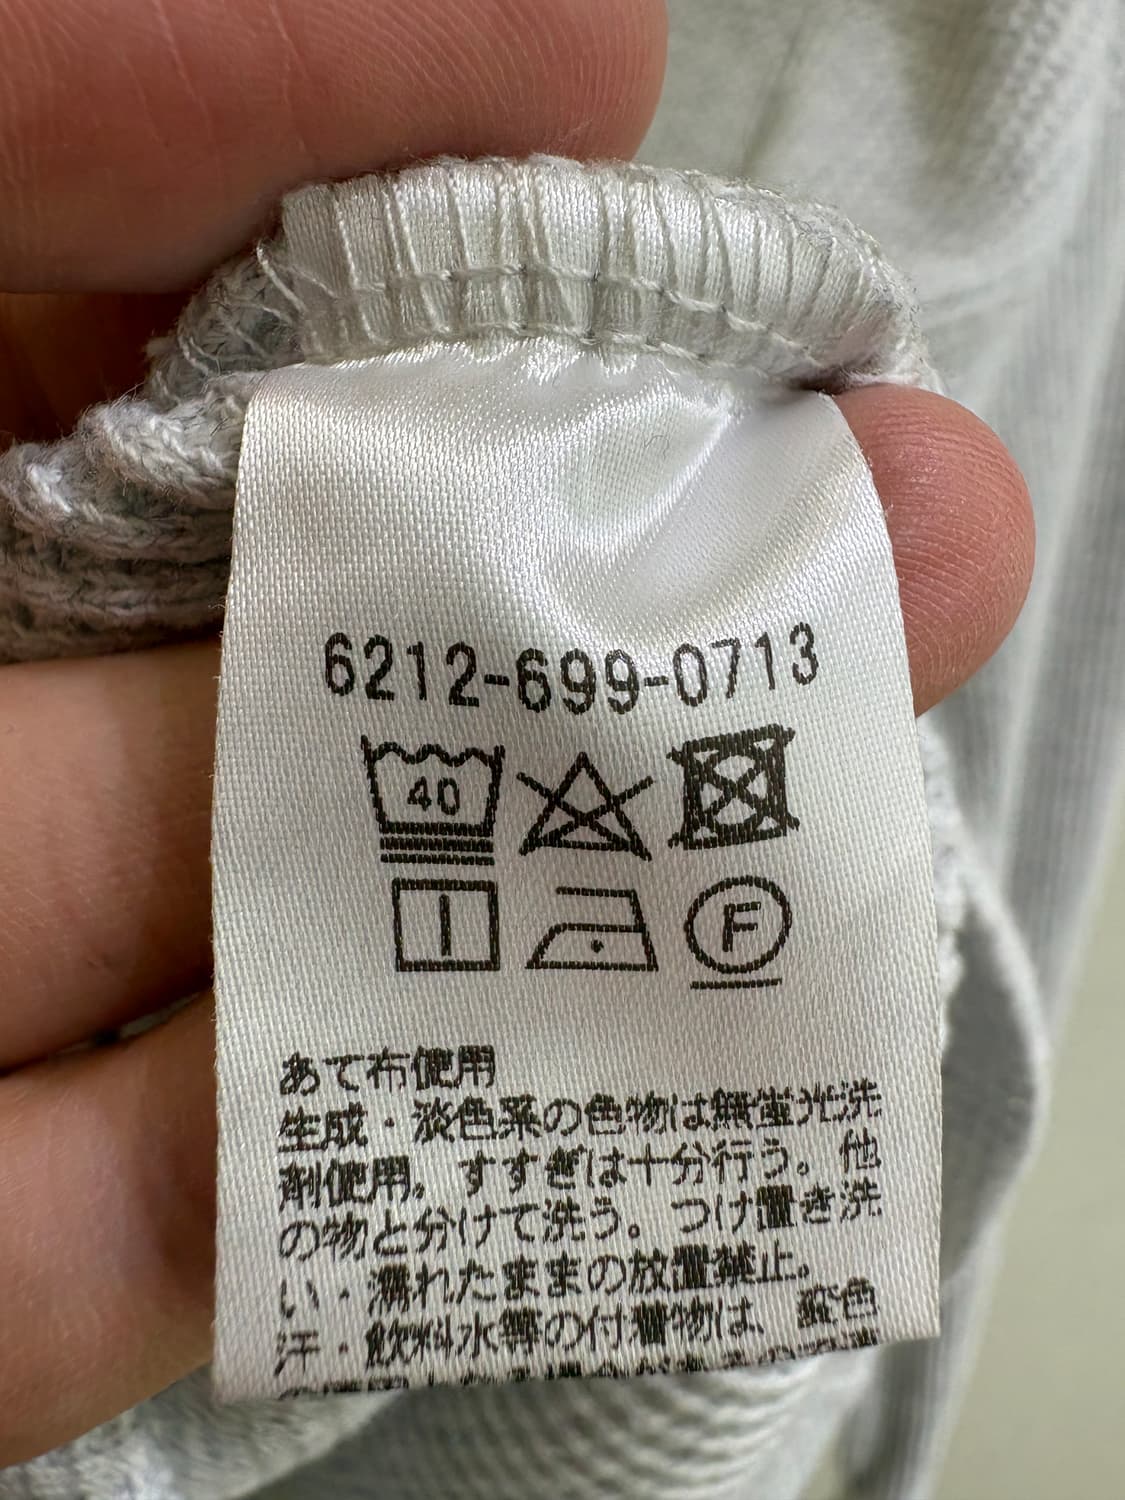 6212-699-0713
40
F
あて布使用
生成・淡色系の色物は無蛍光洗
剤使用。すすぎは十分行う。他
の物と分けて洗う。つけ置き洗
い・濡れたままの放置禁止。
汗・飲料水等の付着物は、変色